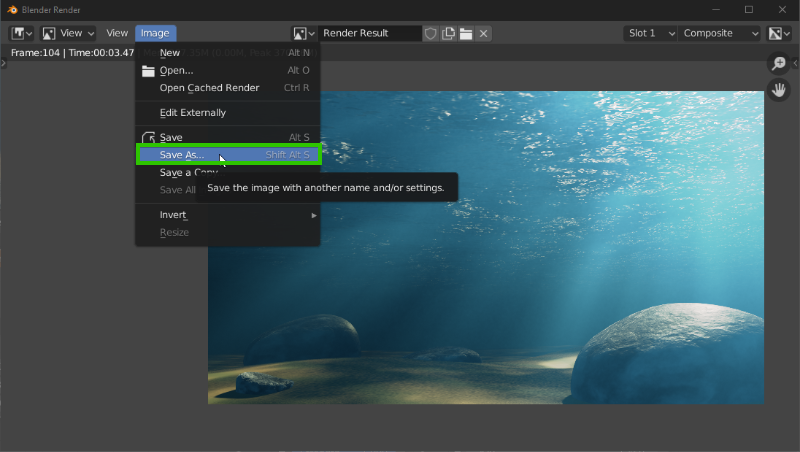 Blender Render
View View Image Render Result Slot 1 Composite
Frame:104 | Time:00:03.47
New Alt N
Open... Alt O
Open Cached Render Ctrl R
Edit Externally
Save Alt S
Save As... Shift Alt S
Save a Copy
Save the image with another name and/or settings.
Save All
Invert
Resize